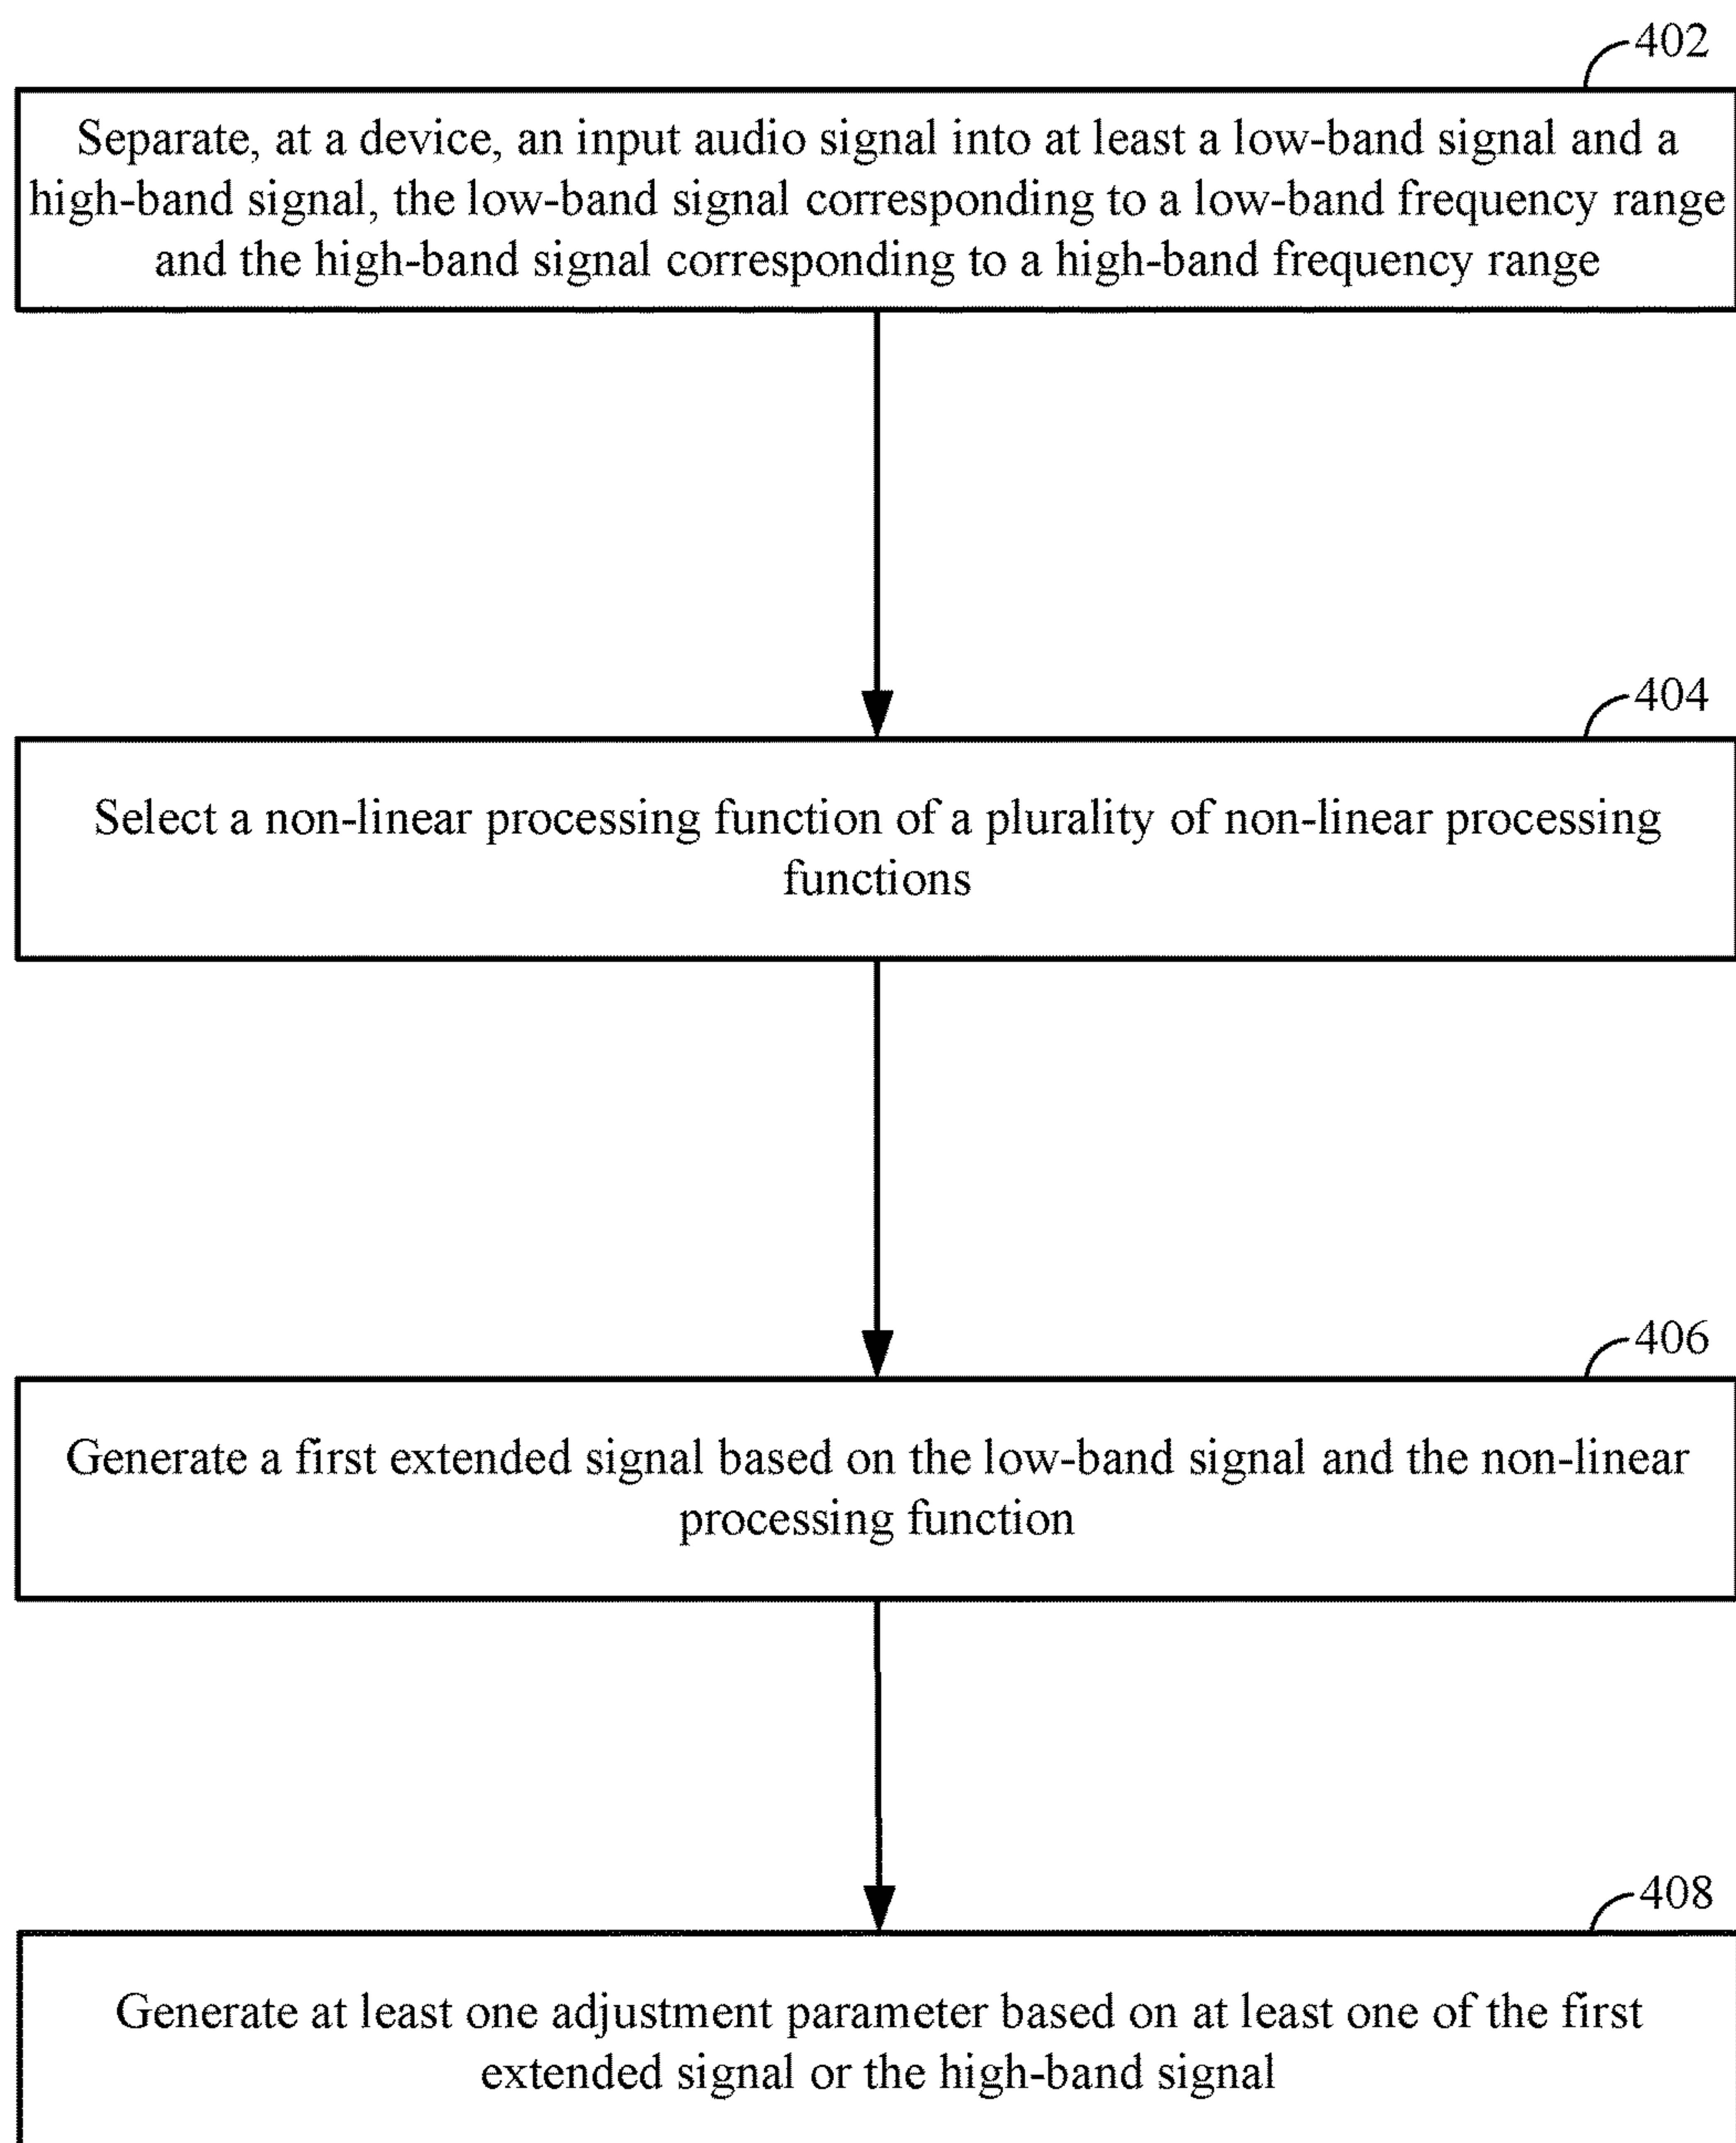 402
Separate, at a device, an input audio signal into at least a low-band signal and a
high-band signal, the low-band signal corresponding to a low-band frequency range
and the high-band signal corresponding to a high-band frequency range
404
Select a non-linear processing function of a plurality of non-linear processing
functions
406
Generate a first extended signal based on the low-band signal and the non-linear
processing function
408
Generate at least one adjustment parameter based on at least one of the first
extended signal or the high-band signal